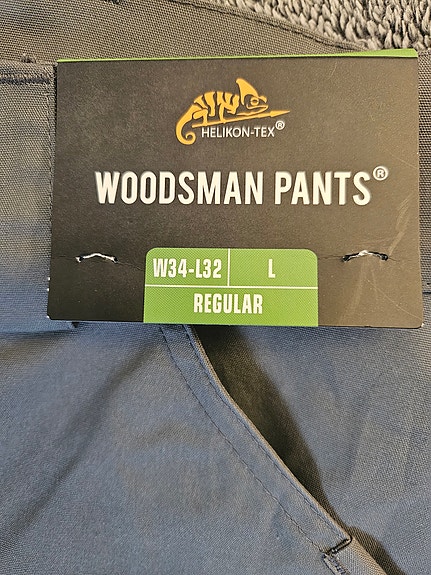 HELIKON-TEX®
WOODSMAN PANTS®
W34-L32 L
REGULAR